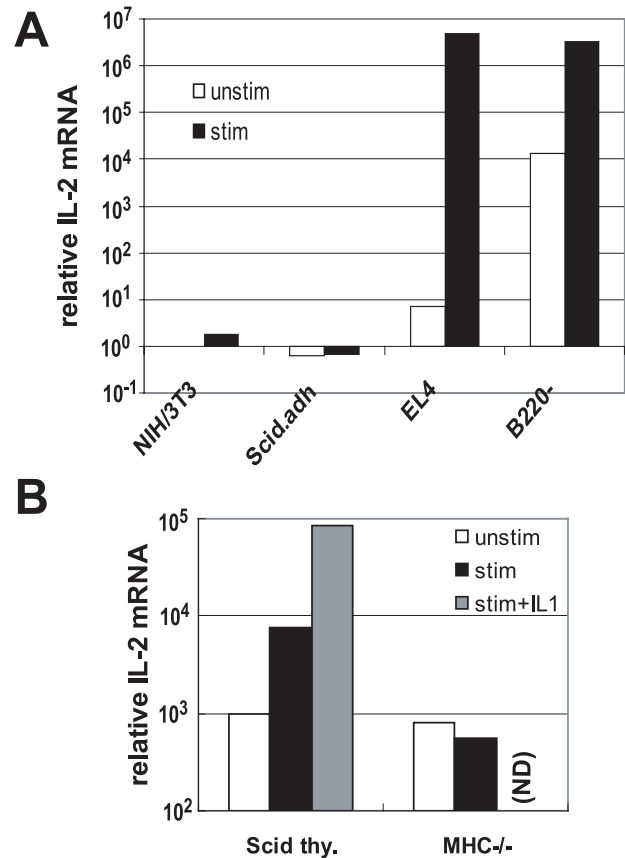 A
relative IL-2 mRNA
10^7
10^6
10^5
10^4
10^3
10^2
10^1
10^0
10^-1
unstim
stim
NIH/3T3
Scid.adh
EL4
B220-
B
relative IL-2 mRNA
10^5
10^4
10^3
10^2
unstim
stim
stim+IL1
(ND)
Scid thy.
MHC-/-